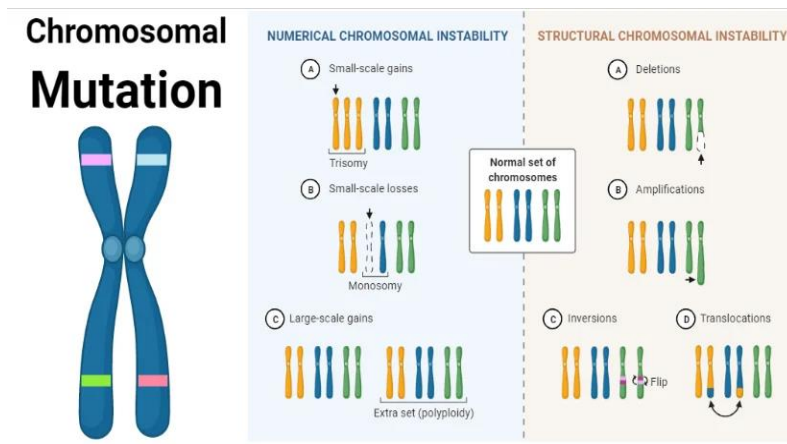 Chromosomal
Mutation
NUMERICAL CHROMOSOMAL INSTABILITY
A Small-scale gains
Trisomy
B Small-scale losses
Monosomy
C Large-scale gains
Extra set (polyploidy)
Normal set of
chromosomes
STRUCTURAL CHROMOSOMAL INSTABILITY
A Deletions
B Amplifications
C Inversions
Flip
D Translocations